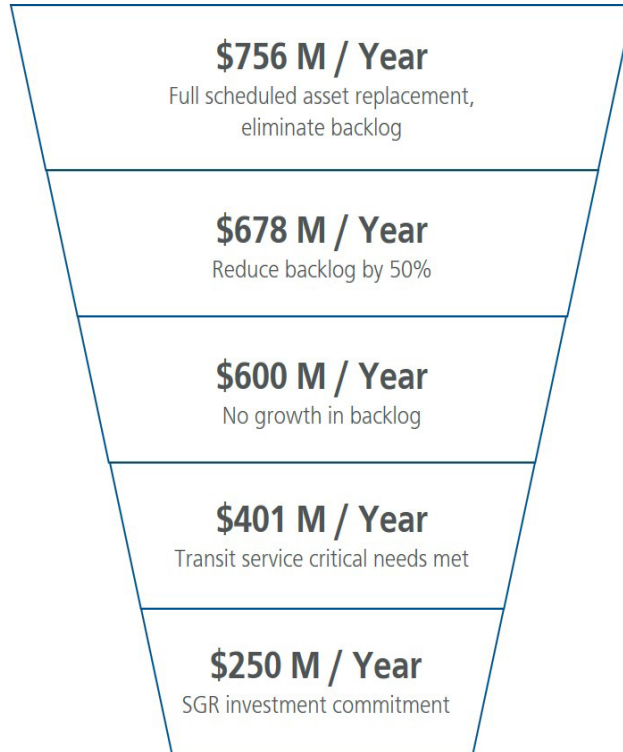 $756 M / Year
Full scheduled asset replacement,
eliminate backlog
$678 M / Year
Reduce backlog by 50%
$600 M / Year
No growth in backlog
$401 M / Year
Transit service critical needs met
$250 M / Year
SGR investment commitment